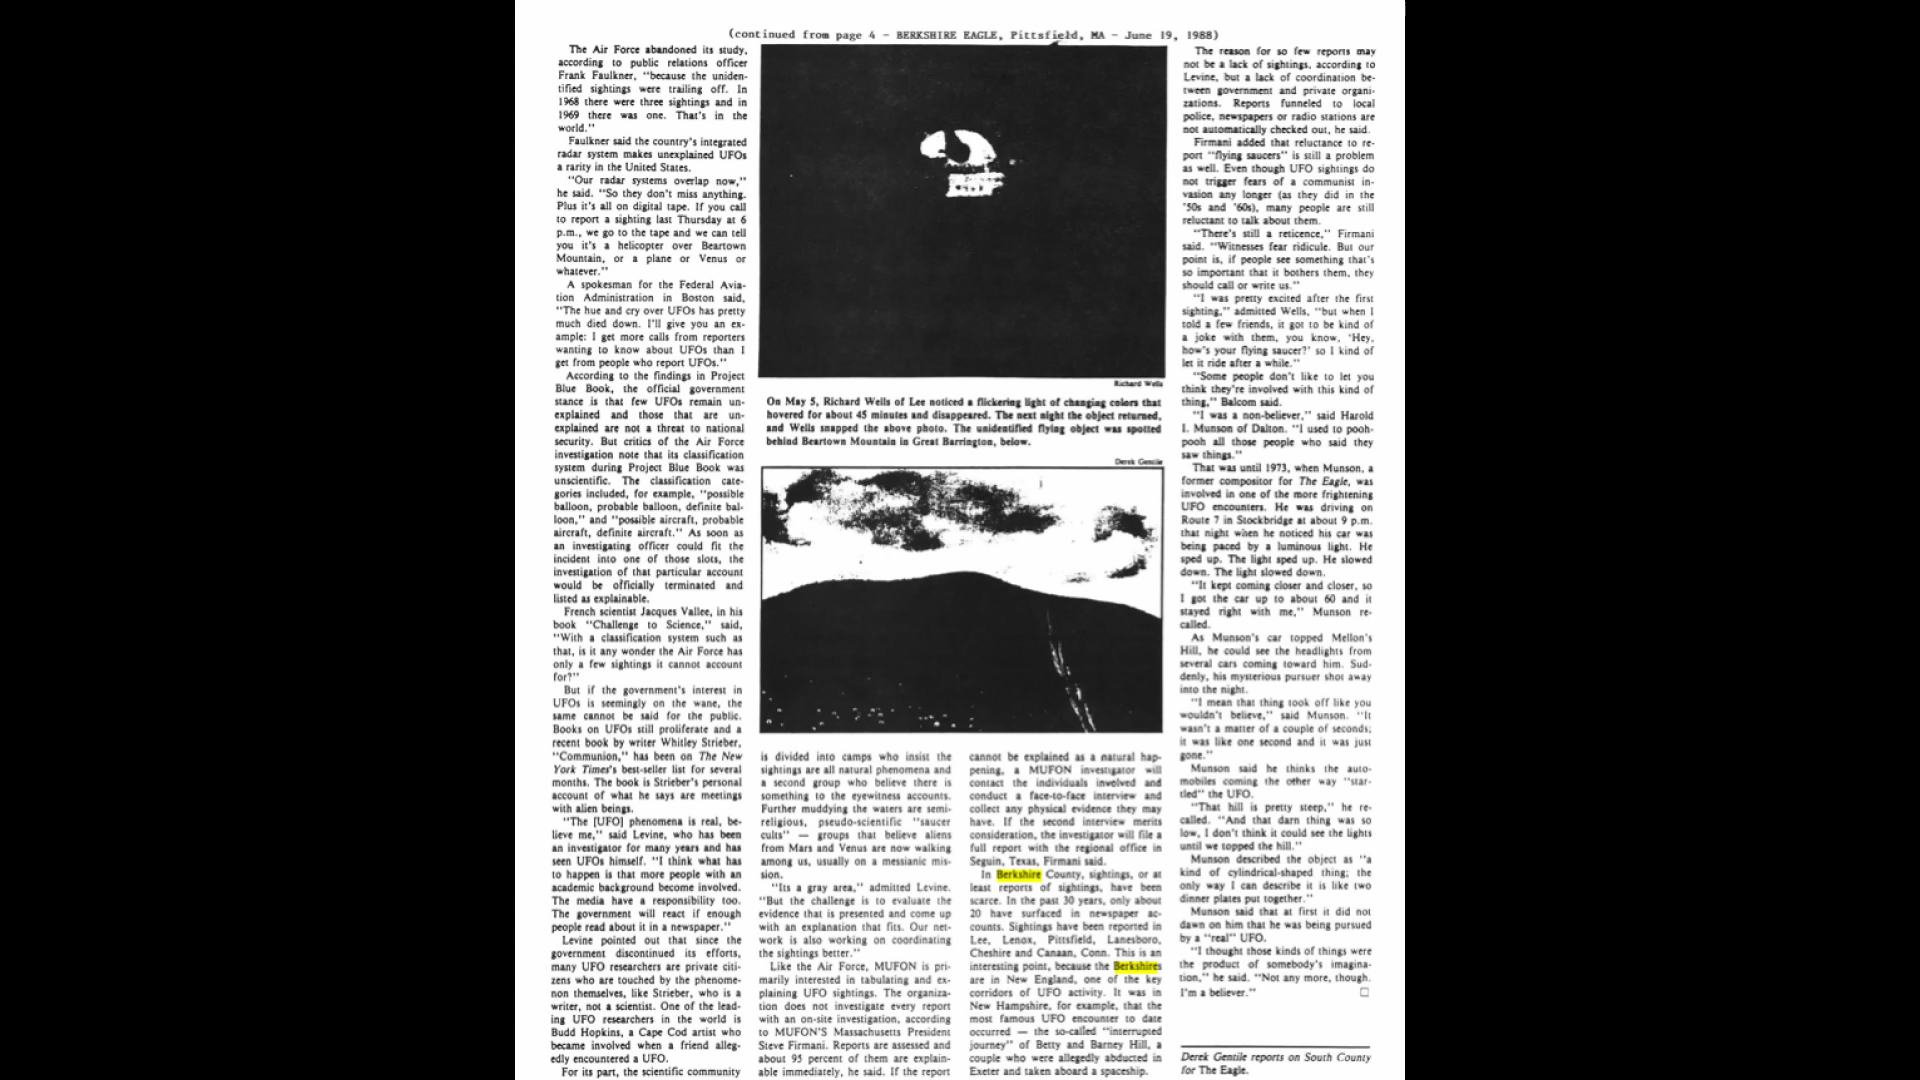 (continued from page 4 - BERKSHIRE EAGLE, Pittsfield, MA - June 19, 1988)
The Air Force abandoned its study,
according to public relations officer
Frank Faulkner, "because the uniden-
tified sightings were trailing off. In
1968 there were three sightings and in
1969 there was one. That's in the
world."
Faulkner said the country's integrated
radar system makes unexplained UFOs
a rarity in the United States.
"Our radar systems overlap now,"
he said. "So they don't miss anything.
Plus it's all on digital tape. If you call
to report a sighting last Thursday at 6
p.m., we go to the tape and we can tell
you it's a helicopter over Beartown
Mountain, or a plane or Venus or
whatever."
A spokesman for the Federal Avia-
tion Administration in Boston said,
"The hue and cry over UFOs has pretty
much died down. I'll give you an ex-
ample: I get more calls from reporters
wanting to know about UFOs than I
get from people who report UFOs."
According to the findings in Project
Blue Book, the official government
stance is that few UFOs remain un-
explained and those that are un-
explained are not a threat to national
security. But critics of the Air Force
investigation note that its classification
system during Project Blue Book was
unscientific. The classification cate-
gories included, for example, "possible
balloon, probable balloon, definite bal-
loon," and "possible aircraft, probable
aircraft, definite aircraft." As soon as
an investigating officer could fit the
incident into one of those slots, the
investigation of that particular account
would be officially terminated and
listed as explainable.
French scientist Jacques Vallee, in his
book "Challenge to Science," said,
"With a classification system such as
that, is it any wonder the Air Force has
only a few sightings it cannot account
for?"
But if the government's interest in
UFOs is seemingly on the wane, the
same cannot be said for the public.
Books on UFOs still proliferate and a
recent book by writer Whitley Strieber,
"Communion," has been on The New
York Times's best-seller list for several
months. The book is Strieber's personal
account of what he says are meetings
with alien beings.
"The [UFO] phenomena is real, be-
lieve me," said Levine, who has been
an investigator for many years and has
seen UFOs himself. "I think what has
to happen is that more people with an
academic background become involved.
The media have a responsibility too.
The government will react if enough
people read about it in a newspaper."
Levine pointed out that since the
government discontinued its efforts,
many UFO researchers are private citi-
zens who are touched by the phenome-
non themselves, like Strieber, who is a
writer, not a scientist. One of the lead-
ing UFO researchers in the world is
Budd Hopkins, a Cape Cod artist who
became involved when a friend alleg-
edly encountered a UFO.
For its part, the scientific community
Richard Wells
On May 5, Richard Wells of Lee noticed a flickering light of changing colors that
hovered for about 45 minutes and disappeared. The next night the object returned,
and Wells snapped the above photo. The unidentified flying object was spotted
behind Beartown Mountain in Great Barrington, below.
Derek Gentile
is divided into camps who insist the
sightings are all natural phenomena and
a second group who believe there is
something to the eyewitness accounts.
Further muddying the waters are semi-
religious, pseudo-scientific "saucer
cults" — groups that believe aliens
from Mars and Venus are now walking
among us, usually on a messianic mis-
sion.
"Its a gray area," admitted Levine.
"But the challenge is to evaluate the
evidence that is presented and come up
with an explanation that fits. Our net-
work is also working on coordinating
the sightings better."
Like the Air Force, MUFON is pri-
marily interested in tabulating and ex-
plaining UFO sightings. The organiza-
tion does not investigate every report
with an on-site investigation, according
to MUFON'S Massachusetts President
Steve Firmani. Reports are assessed and
about 95 percent of them are explain-
able immediately, he said. If the report
cannot be explained as a natural hap-
pening, a MUFON investigator will
contact the individuals involved and
conduct a face-to-face interview and
collect any physical evidence they may
have. If the second interview merits
consideration, the investigator will file a
full report with the regional office in
Seguin, Texas, Firmani said.
In Berkshire County, sightings, or at
least reports of sightings, have been
scarce. In the past 30 years, only about
20 have surfaced in newspaper ac-
counts. Sightings have been reported in
Lee, Lenox, Pittsfield, Lanesboro,
Cheshire and Canaan, Conn. This is an
interesting point, because the Berkshires
are in New England, one of the key
corridors of UFO activity. It was in
New Hampshire, for example, that the
most famous UFO encounter to date
occurred — the so-called "interrupted
journey" of Betty and Barney Hill, a
couple who were allegedly abducted in
Exeter and taken aboard a spaceship.
The reason for so few reports may
not be a lack of sightings, according to
Levine, but a lack of coordination be-
tween government and private organi-
zations. Reports funneled to local
police, newspapers or radio stations are
not automatically checked out, he said.
Firmani added that reluctance to re-
port "flying saucers" is still a problem
as well. Even though UFO sightings do
not trigger fears of a communist in-
vasion any longer (as they did in the
'50s and '60s), many people are still
reluctant to talk about them.
"There's still a reticence," Firmani
said. "Witnesses fear ridicule. But our
point is, if people see something that's
so important that it bothers them, they
should call or write us."
"I was pretty excited after the first
sighting," admitted Wells, "but when I
told a few friends, it got to be kind of
a joke with them, you know, 'Hey,
how's your flying saucer?' so I kind of
let it ride after a while."
"Some people don't like to let you
think they're involved with this kind of
thing," Balcom said.
"I was a non-believer," said Harold
I. Munson of Dalton. "I used to pooh-
pooh all those people who said they
saw things."
That was until 1973, when Munson, a
former compositor for The Eagle, was
involved in one of the more frightening
UFO encounters. He was driving on
Route 7 in Stockbridge at about 9 p.m.
that night when he noticed his car was
being paced by a luminous light. He
sped up. The light sped up. He slowed
down. The light slowed down.
"It kept coming closer and closer, so
I got the car up to about 60 and it
stayed right with me," Munson re-
called.
As Munson's car topped Mellon's
Hill, he could see the headlights from
several cars coming toward him. Sud-
denly, his mysterious pursuer shot away
into the night.
"I mean that thing took off like you
wouldn't believe," said Munson. "It
wasn't a matter of a couple of seconds;
it was like one second and it was just
gone."
Munson said he thinks the auto-
mobiles coming the other way "star-
tled" the UFO.
"That hill is pretty steep," he re-
called. "And that darn thing was so
low, I don't think it could see the lights
until we topped the hill."
Munson described the object as "a
kind of cylindrical-shaped thing; the
only way I can describe it is like two
dinner plates put together."
Munson said that at first it did not
dawn on him that he was being pursued
by a "real" UFO.
"I thought those kinds of things were
the product of somebody's imagina-
tion," he said. "Not any more, though.
I'm a believer." □
Derek Gentile reports on South County
for The Eagle.